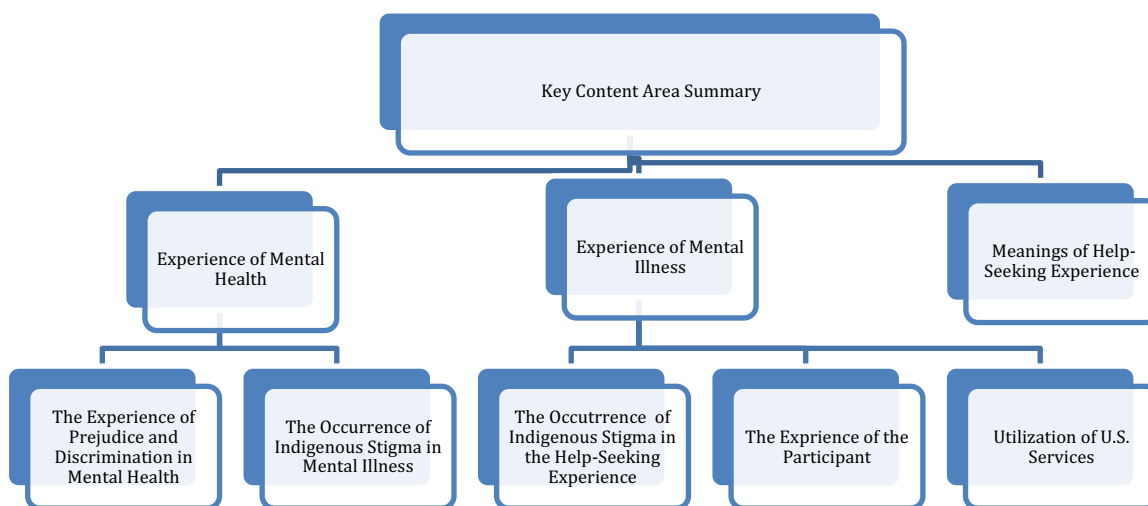 Key Content Area Summary
Experience of Mental
Health
Experience of Mental
Illness
Meanings of Help-
Seeking Experience
The Experience of
Prejudice and
Discrimination in
Mental Health
The Occurrence of
Indigenous Stigma in
Mental Illness
The Occutrrence of
Indigenous Stigma in
the Help-Seeking
Experience
The Exprience of the
Participant
Utilization of U.S.
Services